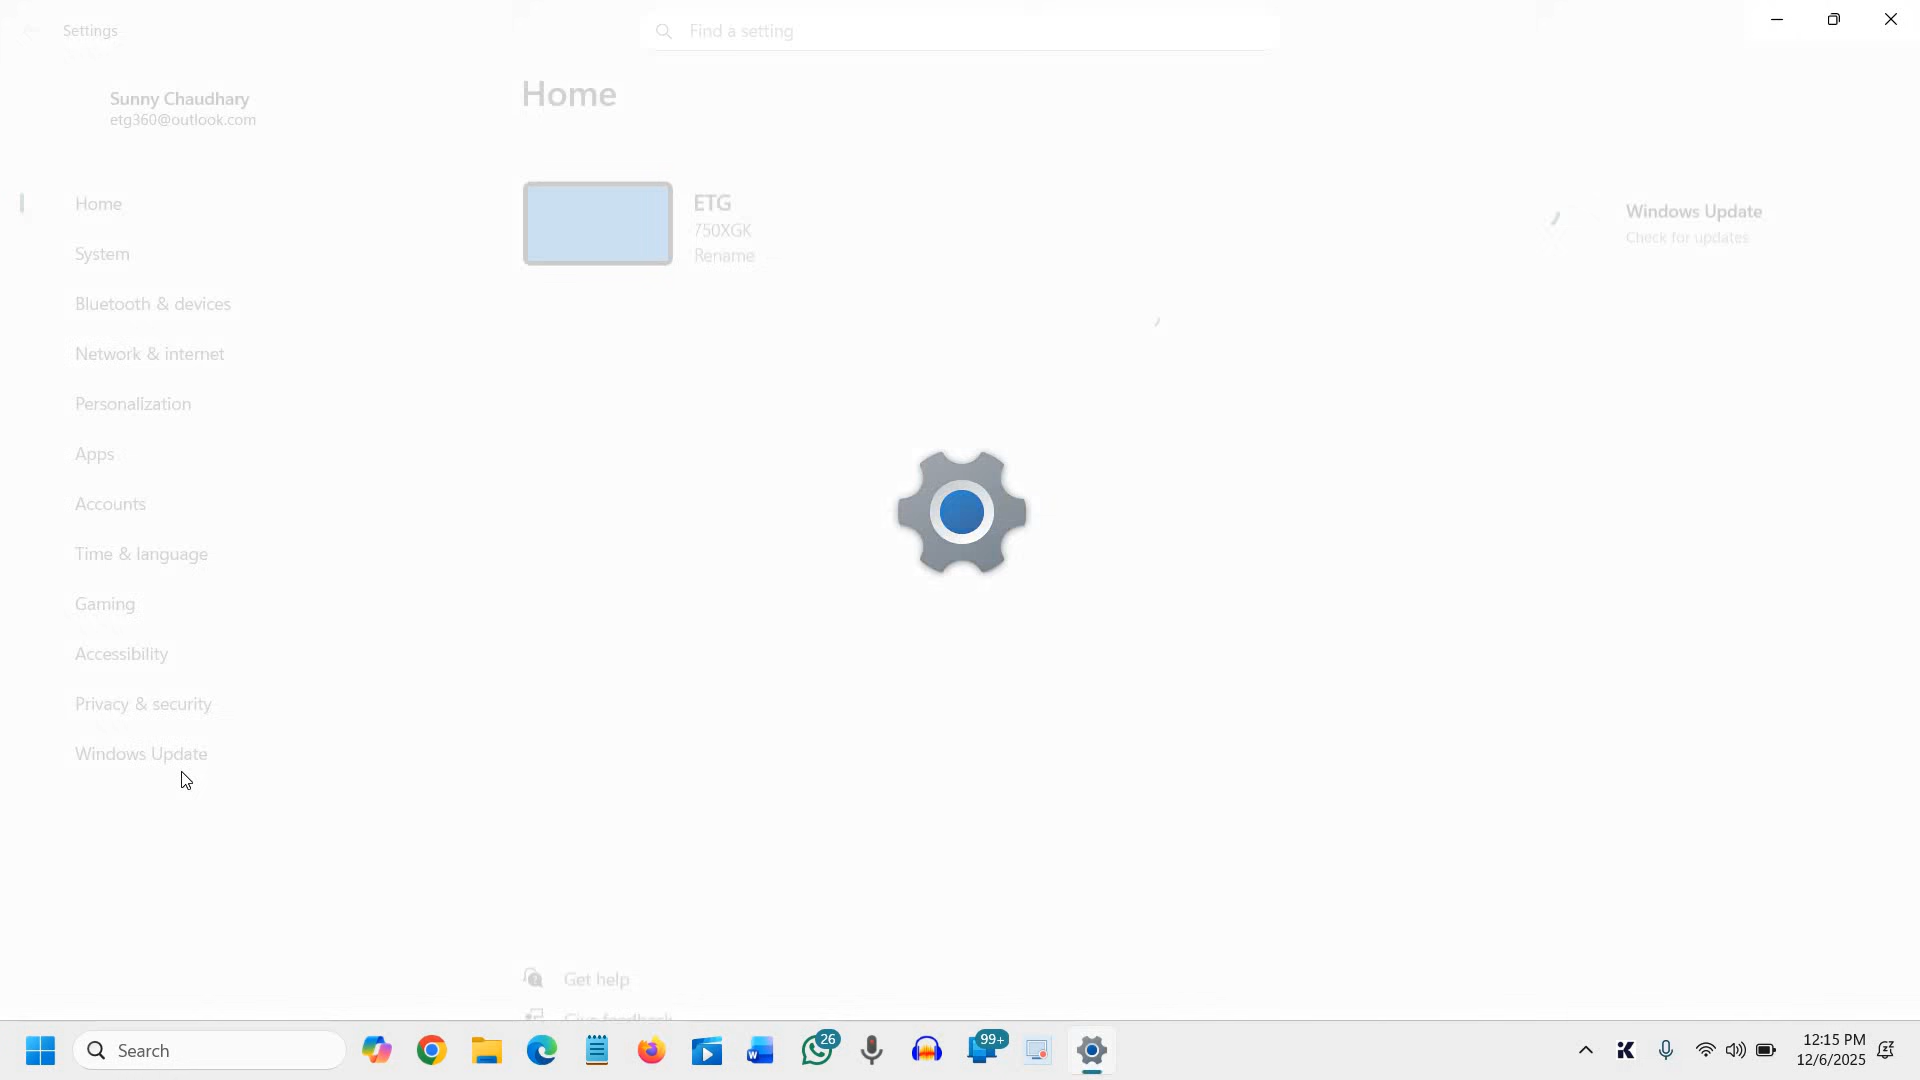 Settings
Find a setting
Sunny Chaudhary
etg360@outlook.com
Home
Home
System
Bluetooth & devices
Network & internet
Personalization
Apps
Accounts
Time & language
Gaming
Accessibility
Privacy & security
Windows Update
ETG
750XGK
Rename
Windows Update
Check for updates
Get help
Give feedback
Search
26
99+
12:15 PM
12/6/2025